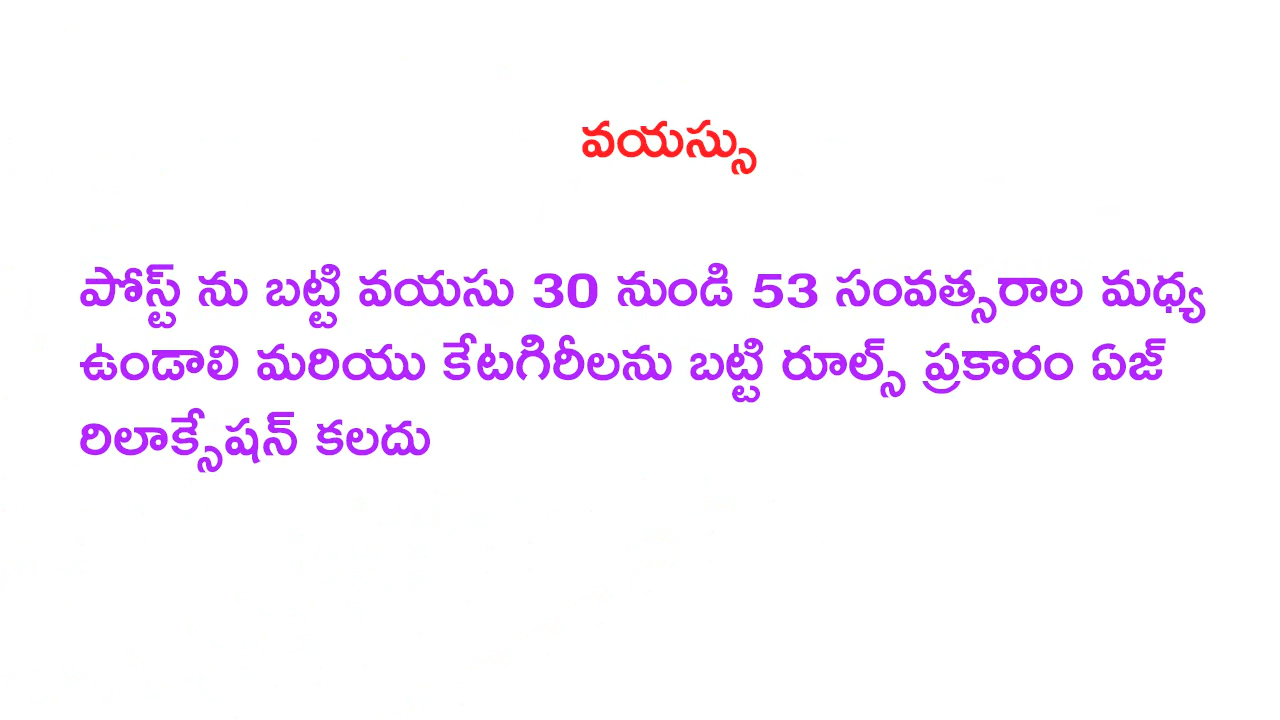 వయస్సు
పోస్ట్ ను బట్టి వయసు 30 నుండి 53 సంవత్సరాల మధ్య
ఉండాలి మరియు కేటగిరీలను బట్టి రూల్స్ ప్రకారం ఏజ్
రిలాక్సేషన్ కలదు